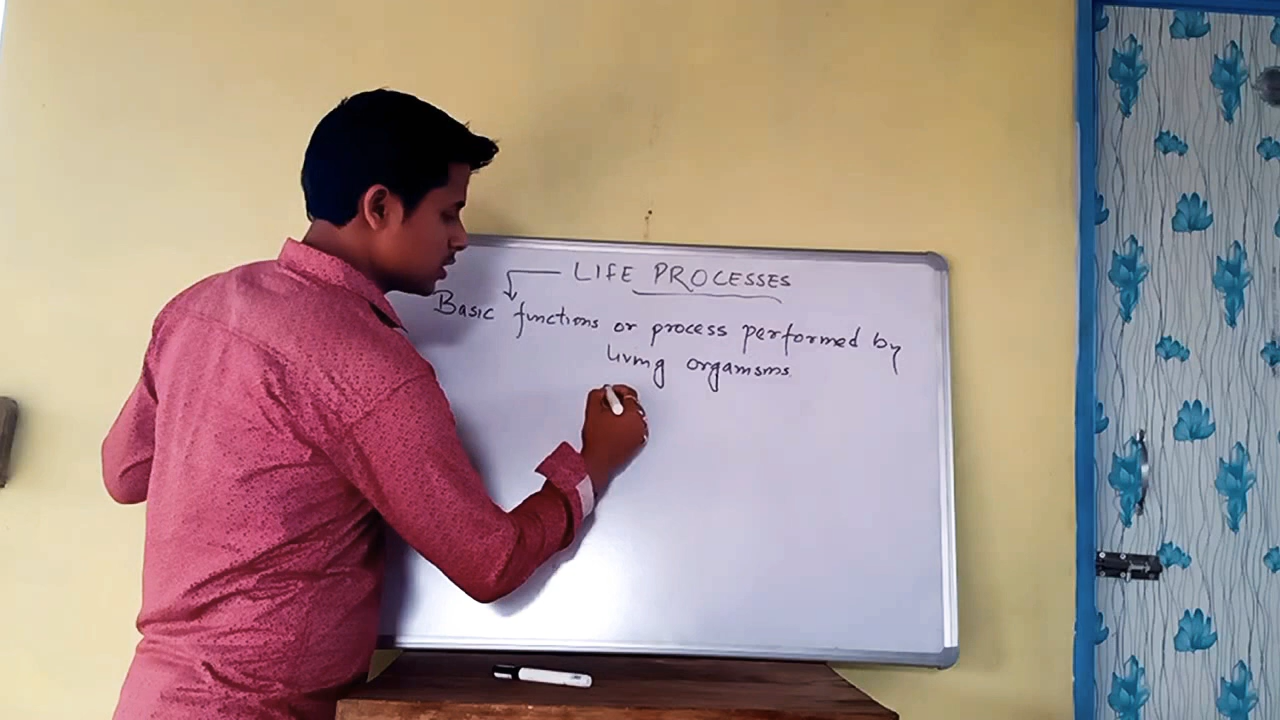 LIFE PROCESSES
Basic functions or process performed by
living organisms.